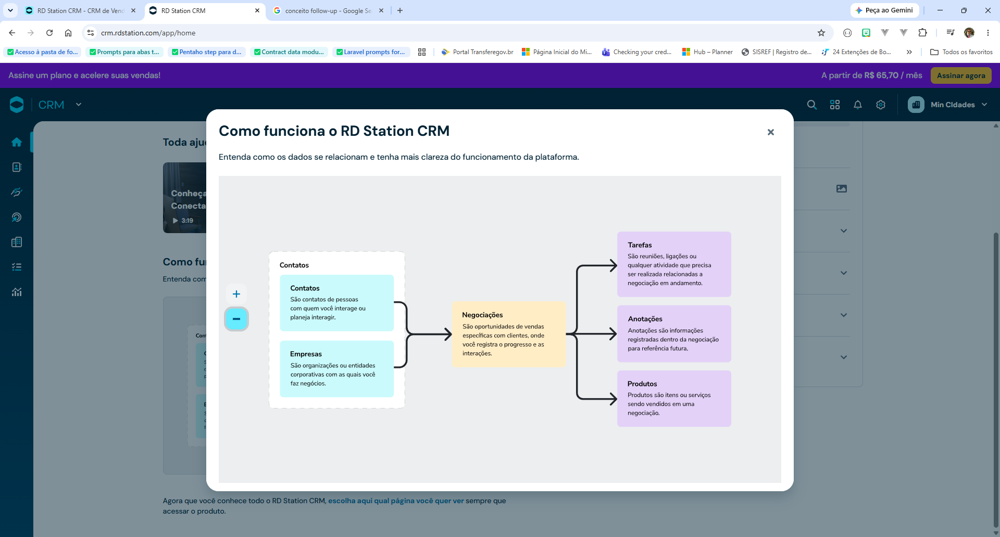 RD Station CRM - CRM de Vend
RD Station CRM
conceito follow-up - Google Se
Peça ao Gemini
crm.rdstation.com/app/home
Acesso à pasta de fo...
Prompts para abas t...
Pentaho step para d...
Contract data modu...
Laravel prompts for...
Portal Transferegov.br
Página Inicial do Mi...
Checking your cred...
Hub – Planner
SISREF | Registro de...
24 Extenções de Bo...
Todos os favoritos
Assine um plano e acelere suas vendas!
A partir de R$ 65,70 / mês
Assinar agora
CRM
Min CIdades
Como funciona o RD Station CRM
Entenda como os dados se relacionam e tenha mais clareza do funcionamento da plataforma.
Toda aju
Conheça
Conecta
3:19
Como fu
Entenda com
Contatos
Contatos
São contatos de pessoas
com quem você interage ou
planeja interagir.
Empresas
São organizações ou entidades
corporativas com as quais você
faz negócios.
Negociações
São oportunidades de vendas
específicas com clientes, onde
você registra o progresso e as
interações.
Tarefas
São reuniões, ligações ou
qualquer atividade que precisa
ser realizada relacionadas a
negociação em andamento.
Anotações
Anotações são informações
registradas dentro da negociação
para referência futura.
Produtos
Produtos são itens ou serviços
sendo vendidos em uma
negociação.
Agora que você conhece todo o RD Station CRM, escolha aqui qual página você quer ver sempre que
acessar o produto.